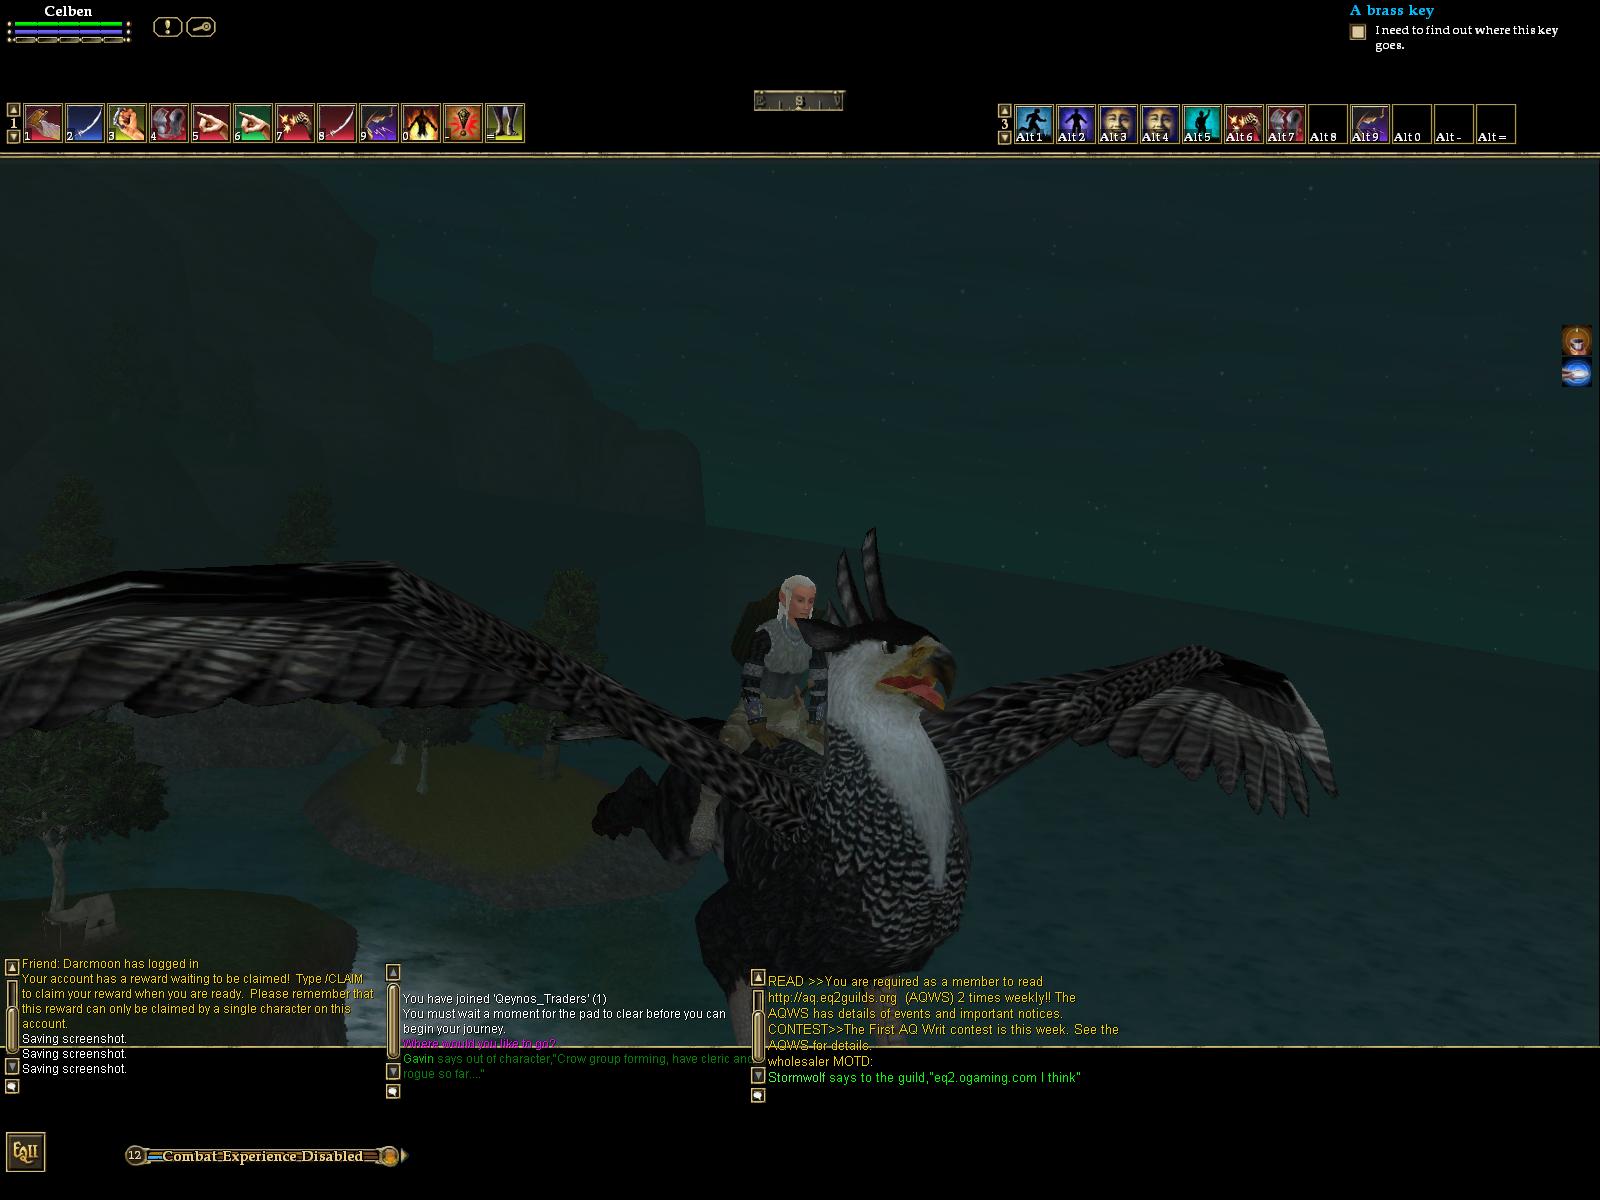 Celben
A brass key
I need to find out where this key
goes.
E S W
1
1 2 3 4 5 6 7 8 9 0 - =
3
Alt1 Alt2 Alt3 Alt4 Alt5 Alt6 Alt7 Alt8 Alt9 Alt0 Alt- Alt=
Friend: Darcmoon has logged in
Your account has a reward waiting to be claimed! Type /CLAIM
to claim your reward when you are ready. Please remember that
this reward can only be claimed by a single character on this
account.
Saving screenshot.
Saving screenshot.
Saving screenshot.
You have joined 'Qeynos_Traders' (1)
You must wait a moment for the pad to clear before you can
begin your journey.
Where would you like to go?
Gavin says out of character,"Crow group forming, have cleric and
rogue so far...."
READ >>You are required as a member to read
http://aq.eq2guilds.org (AQWS) 2 times weekly!! The
AQWS has details of events and important notices.
CONTEST>>The First AQ Writ contest is this week. See the
AQWS for details.
wholesaler MOTD:
Stormwolf says to the guild,"eq2.ogaming.com I think"
EQII
12 Combat Experience Disabled